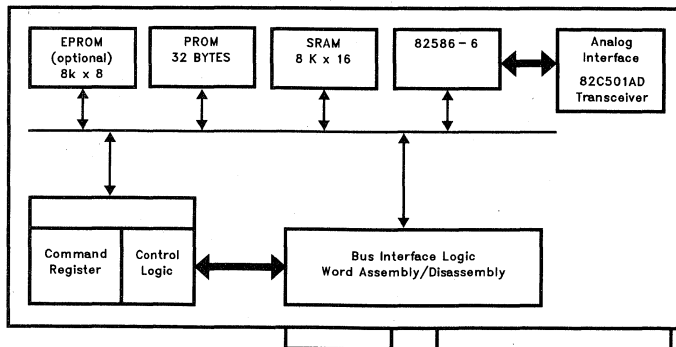 EPROM
(optional)
8k x 8
PROM
32 BYTES
SRAM
8 K x 16
82586-6
Analog
Interface
82C501AD
Transceiver
Command
Register
Control
Logic
Bus Interface Logic
Word Assembly/Disassembly